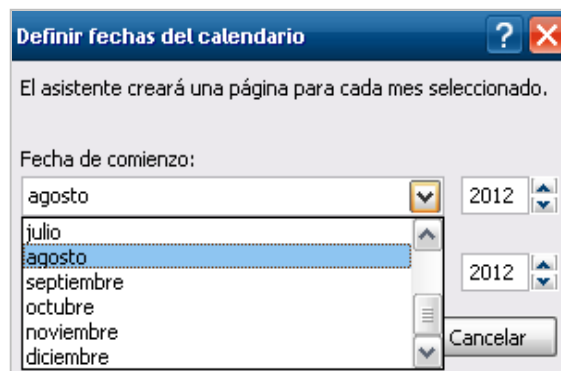 Definir fechas del calendario
El asistente creará una página para cada mes seleccionado.
Fecha de comienzo:
agosto 2012
julio
agosto
septiembre
2012
octubre
noviembre
Cancelar
diciembre